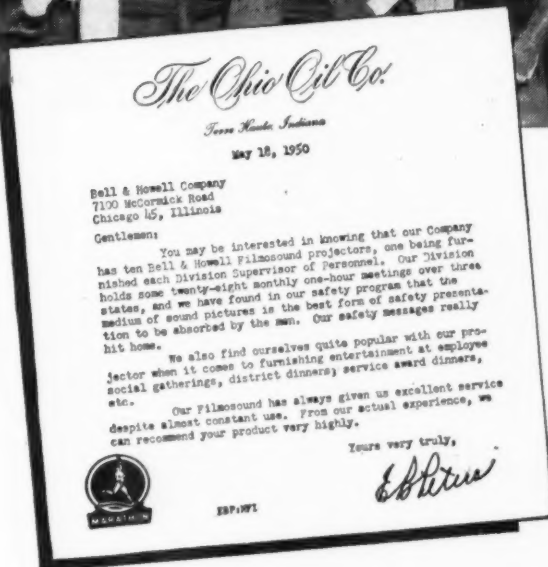 The Ohio Oil Co.
Terre Haute, Indiana
May 18, 1950
Bell & Howell Company
7100 McCormick Road
Chicago 45, Illinois
Gentlemen:
You may be interested in knowing that our Company
has ten Bell & Howell Filmosound projectors, one being fur-
nished each Division Supervisor of Personnel. Our Division
holds some twenty-eight monthly one-hour meetings over three
states, and we have found in our safety program that the
medium of sound pictures is the best form of safety presenta-
tion to be absorbed by the men. Our safety messages really
hit home.
We also find ourselves quite popular with our pro-
jector when it comes to furnishing entertainment at employee
social gatherings, district dinners; service award dinners,
etc.
Our Filmosound has always given us excellent service
despite almost constant use. From our actual experience, we
can recommend your product very highly.
Yours very truly,
E B Peters
MARATHON
EBP:MFI